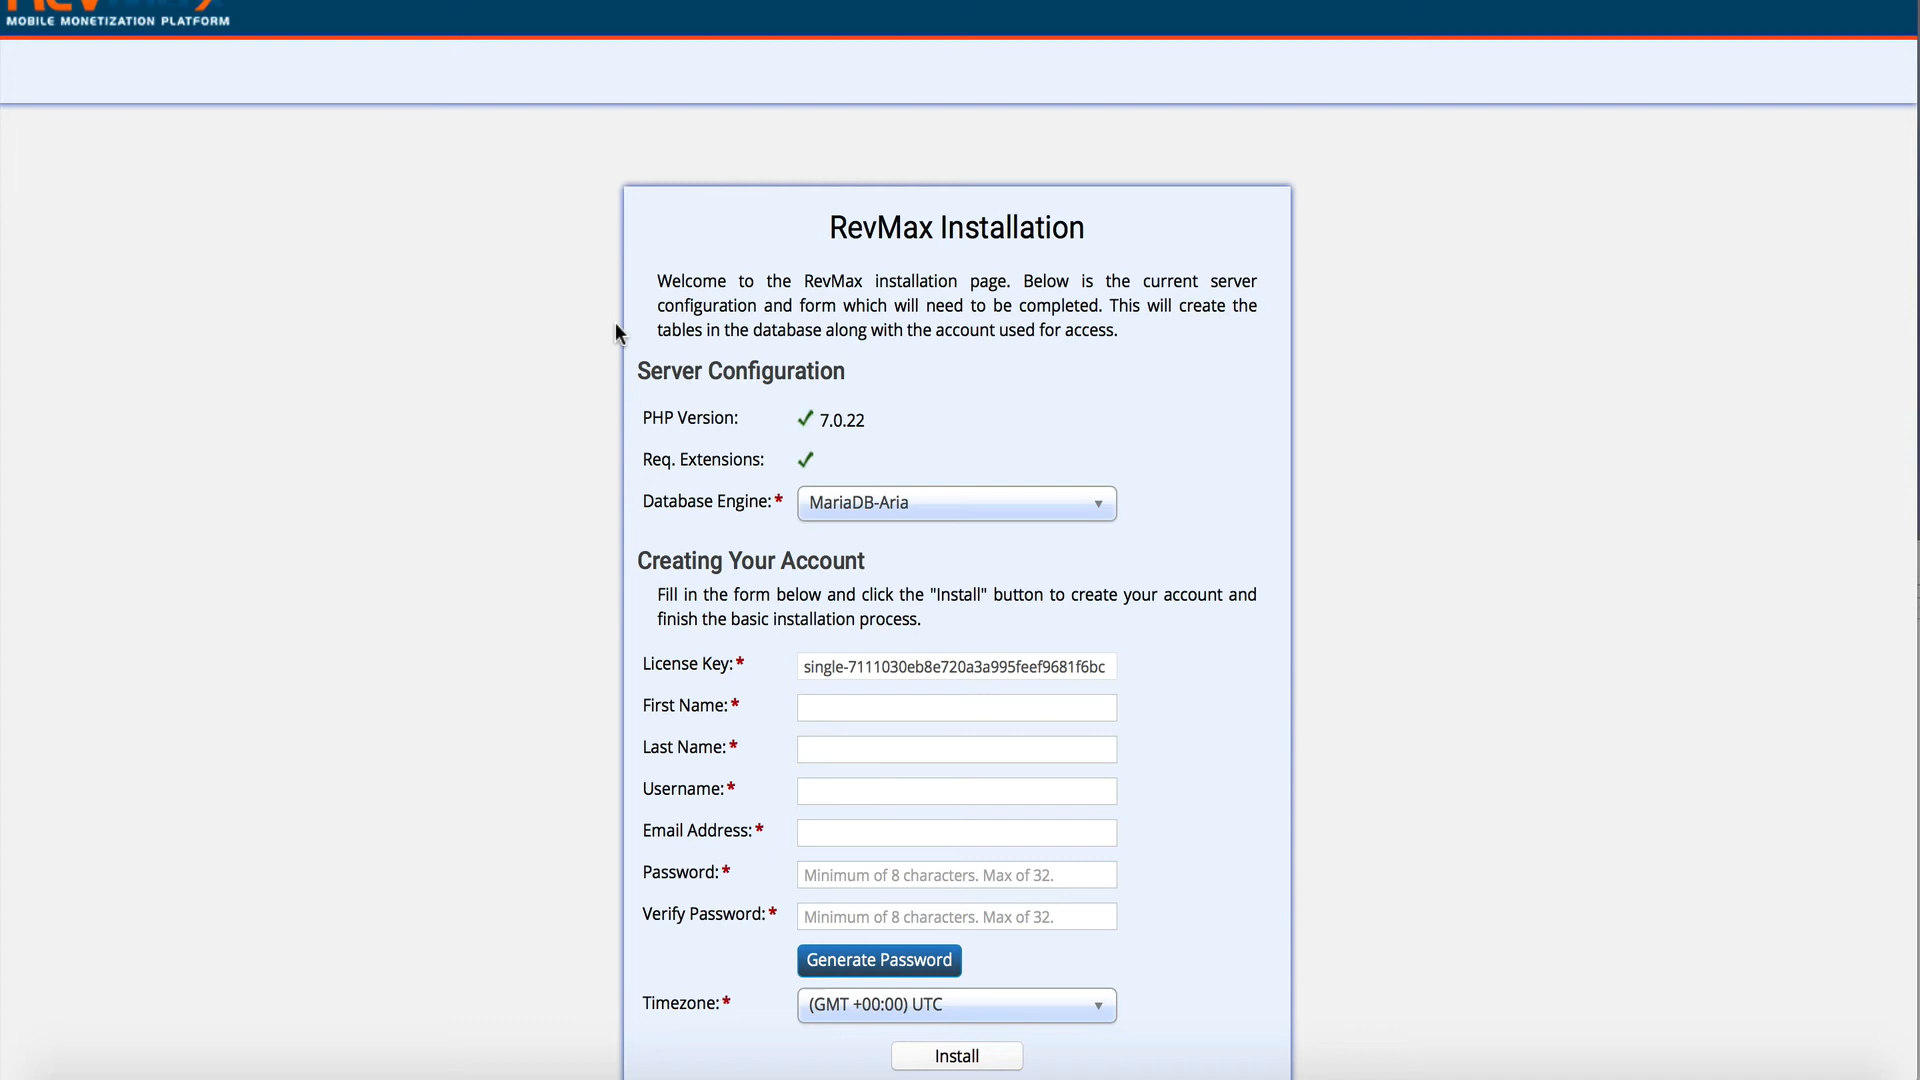 MOBILE MONETIZATION PLATFORM
RevMax Installation
Welcome to the RevMax installation page. Below is the current server
configuration and form which will need to be completed. This will create the
tables in the database along with the account used for access.
Server Configuration
PHP Version: 7.0.22
Req. Extensions:
Database Engine:* MariaDB-Aria
Creating Your Account
Fill in the form below and click the "Install" button to create your account and
finish the basic installation process.
License Key:* single-7111030eb8e720a3a995feef9681f6bc
First Name:*
Last Name:*
Username:*
Email Address:*
Password:* Minimum of 8 characters. Max of 32.
Verify Password:* Minimum of 8 characters. Max of 32.
Generate Password
Timezone:* (GMT +00:00) UTC
Install